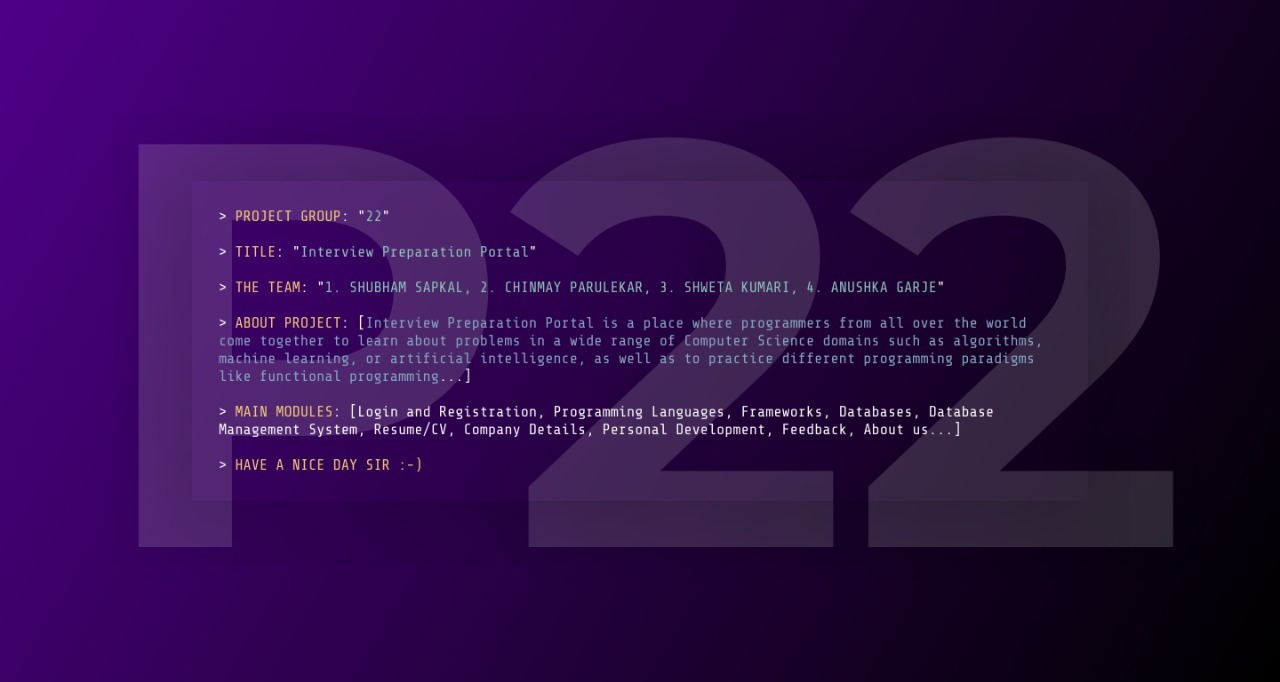 P22
> PROJECT GROUP: "22"
> TITLE: "Interview Preparation Portal"
> THE TEAM: "1. SHUBHAM SAPKAL, 2. CHINMAY PARULEKAR, 3. SHWETA KUMARI, 4. ANUSHKA GARJE"
> ABOUT PROJECT: [Interview Preparation Portal is a place where programmers from all over the world
come together to learn about problems in a wide range of Computer Science domains such as algorithms,
machine learning, or artificial intelligence, as well as to practice different programming paradigms
like functional programming...]
> MAIN MODULES: [Login and Registration, Programming Languages, Frameworks, Databases, Database
Management System, Resume/CV, Company Details, Personal Development, Feedback, About us...]
> HAVE A NICE DAY SIR :-)